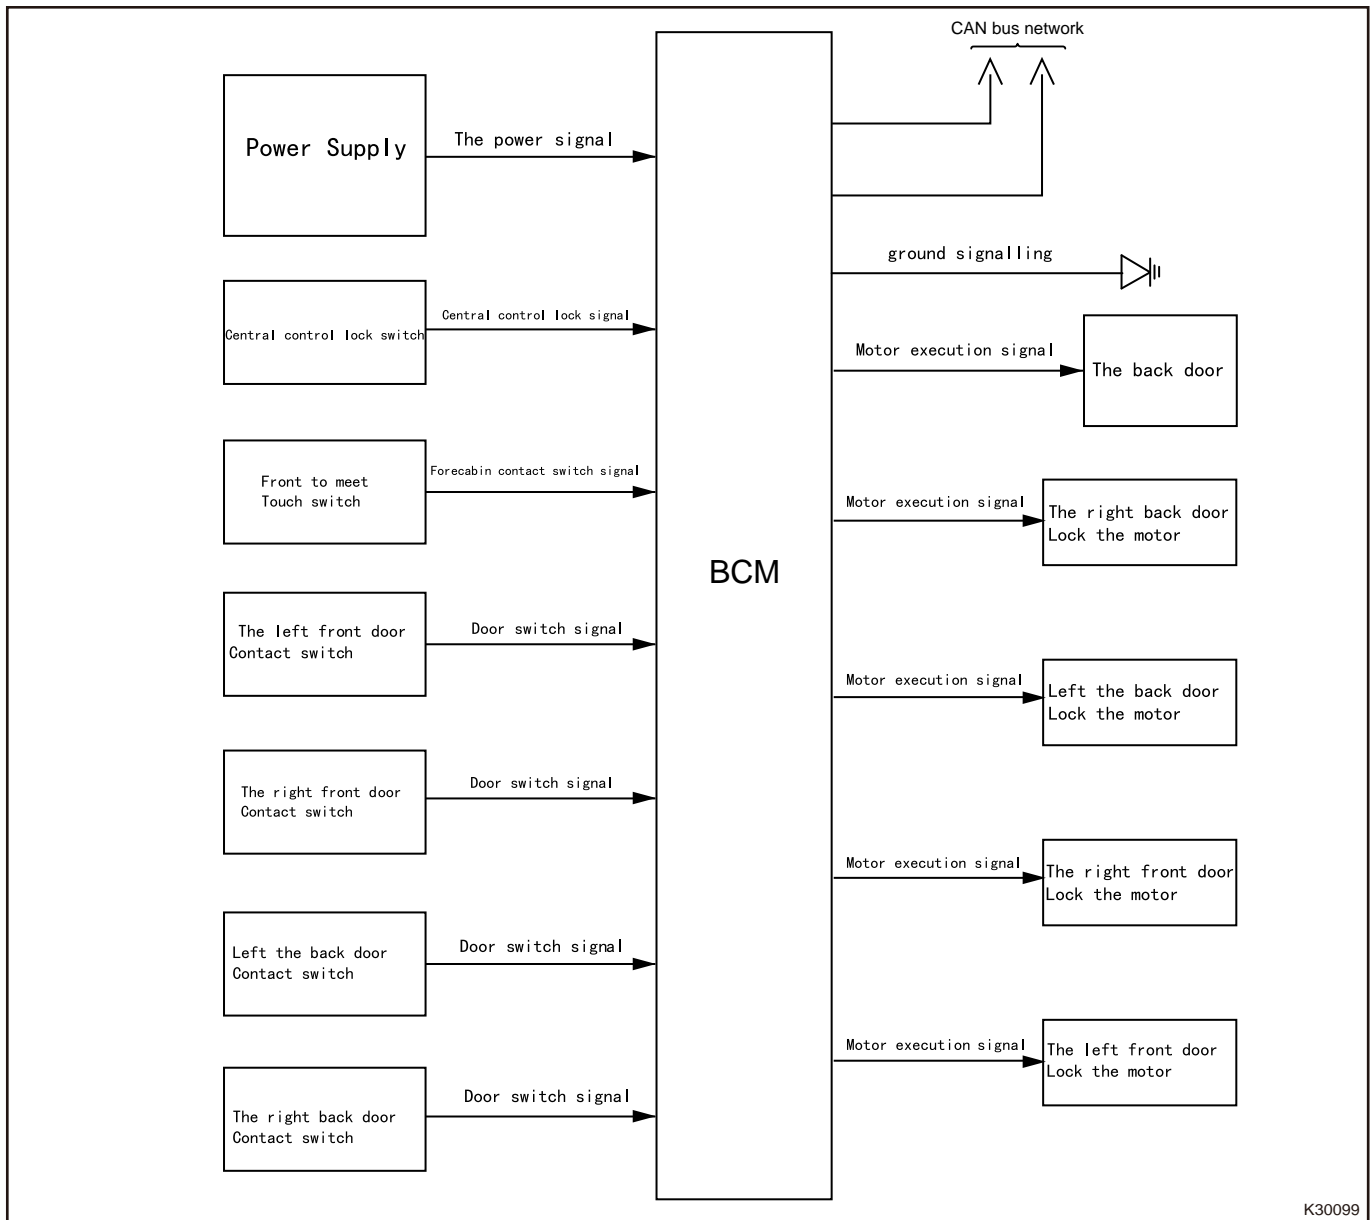 CAN bus network
Power Supply
The power signal
ground signalling
Central control lock switch
Central control lock signal
Motor execution signal
The back door
Front to meet
Touch switch
Forecabin contact switch signal
Motor execution signal
The right back door
Lock the motor
BCM
The left front door
Contact switch
Door switch signal
Motor execution signal
Left the back door
Lock the motor
The right front door
Contact switch
Door switch signal
Motor execution signal
The right front door
Lock the motor
Left the back door
Contact switch
Door switch signal
Motor execution signal
The left front door
Lock the motor
The right back door
Contact switch
Door switch signal
K30099